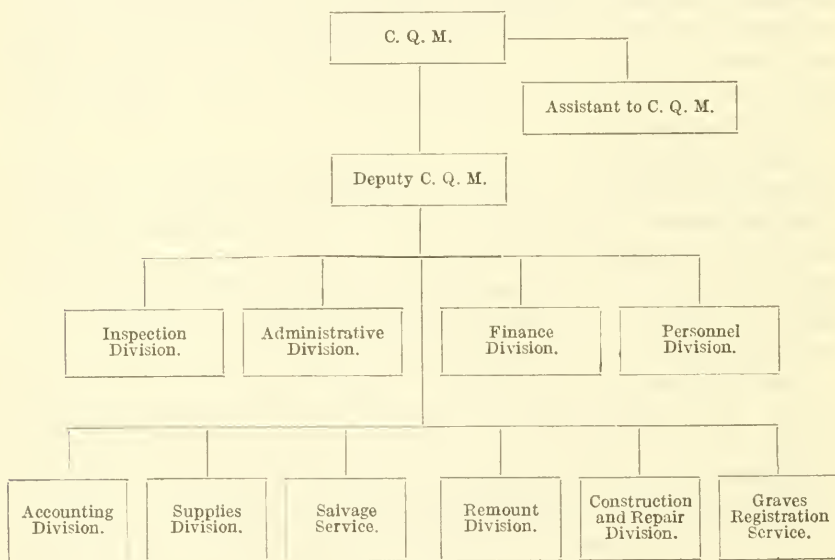 C. Q. M.
Assistant to C. Q. M.
Deputy C. Q. M.
Inspection
Division.
Administrative
Division.
Finance
Division.
Personnel
Division.
Accounting
Division.
Supplies
Division.
Salvage
Service.
Remount
Division.
Construction
and Repair
Division.
Graves
Registration
Service.